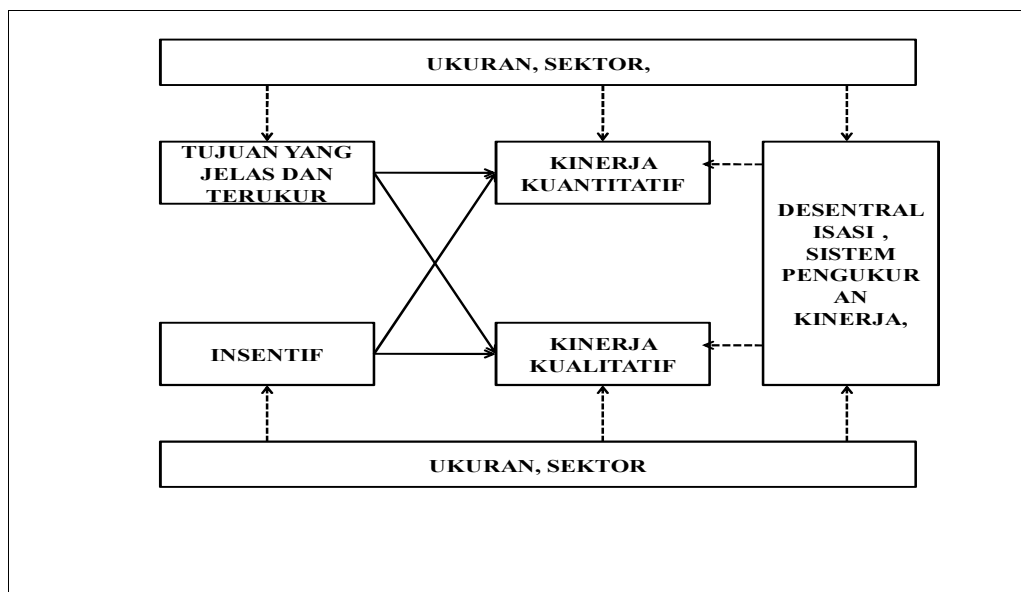 UKURAN, SEKTOR,
TUJUAN YANG
JELAS DAN
TERUKUR
KINERJA
KUANTITATIF
DESENTRAL
ISASI ,
SISTEM
PENGUKUR
AN
KINERJA,
INSENTIF
KINERJA
KUALITATIF
UKURAN, SEKTOR